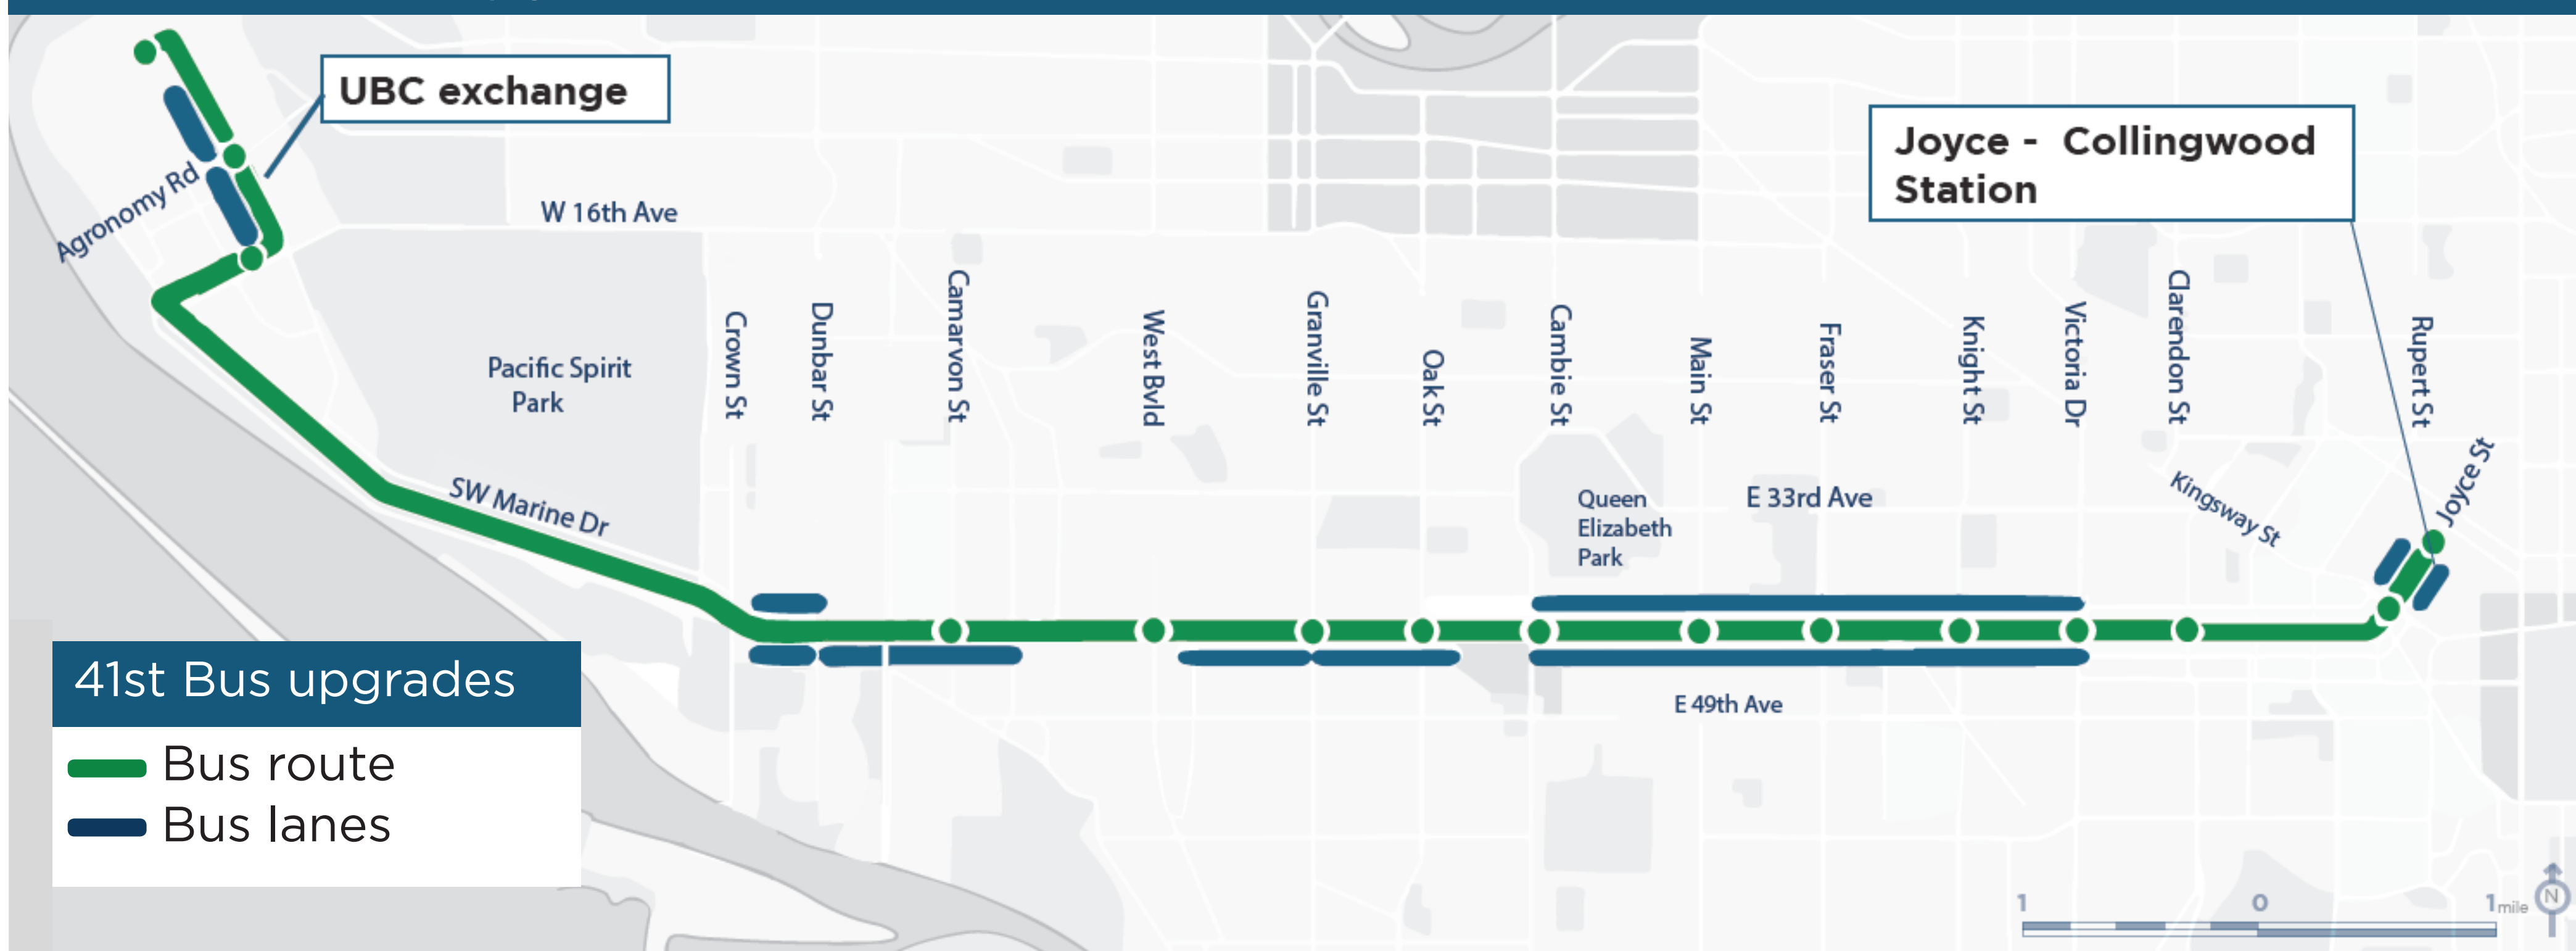 UBC exchange
Joyce - Collingwood
Station
Agronomy Rd
W 16th Ave
Pacific Spirit
Park
SW Marine Dr
Crown St
Dunbar St
Camarvon St
West Bvld
Granville St
Oak St
Cambie St
Main St
Fraser St
Knight St
Victoria Dr
Clarendon St
Rupert St
Joyce St
Kingsway St
Queen
Elizabeth
Park
E 33rd Ave
E 49th Ave
41st Bus upgrades
Bus route
Bus lanes
1 0 1 mile
N